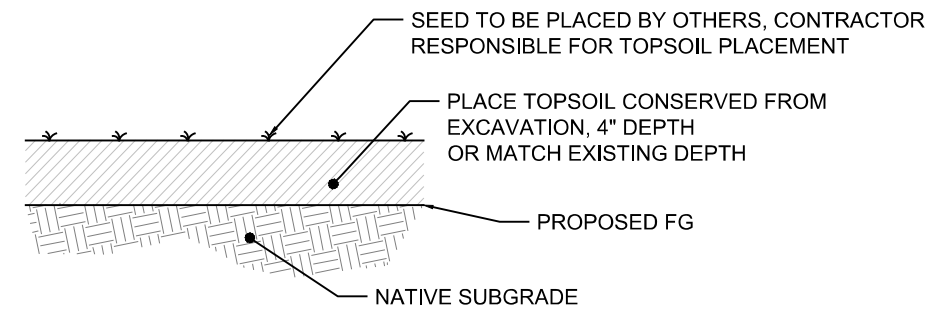 SEED TO BE PLACED BY OTHERS, CONTRACTOR
RESPONSIBLE FOR TOPSOIL PLACEMENT
PLACE TOPSOIL CONSERVED FROM
EXCAVATION, 4" DEPTH
OR MATCH EXISTING DEPTH
PROPOSED FG
NATIVE SUBGRADE